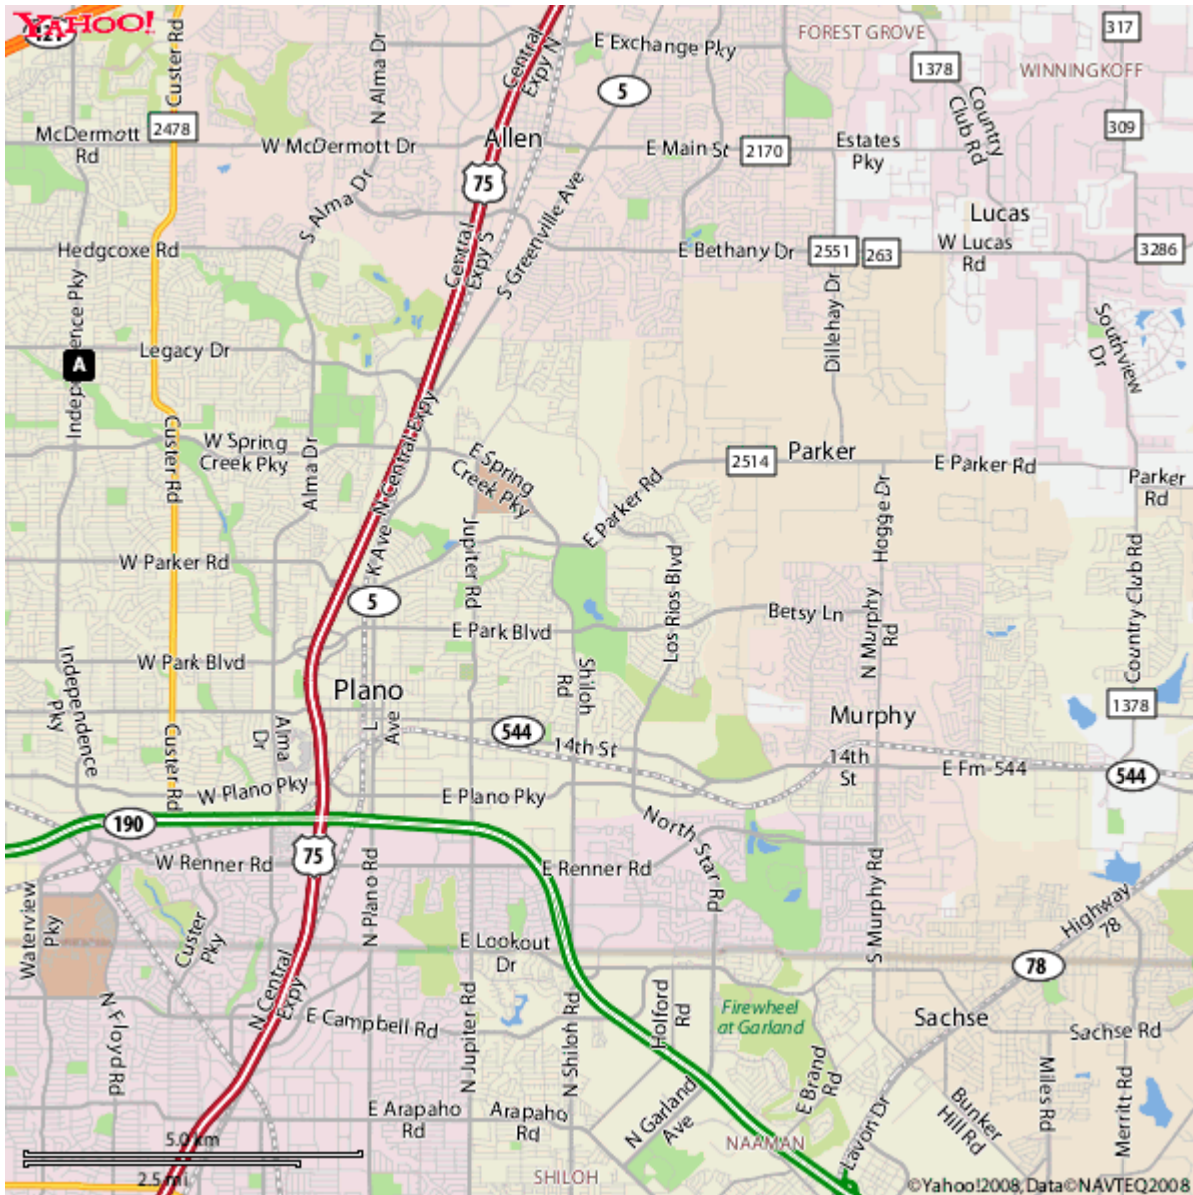 YAHOO!
121
Custer Rd
N Alma Dr
Central
Expy N
E Exchange Pky
FOREST GROVE
317
1378
WINNINGKOFF
5
McDermott
Rd
2478
W McDermott Dr
Allen
E Main St
2170
Estates
Pky
Country
Club Rd
309
75
S Alma Dr
S Greenville Ave
Lucas
Hedgcoxe Rd
Central
Expy S
E Bethany Dr
2551
263
W Lucas
Rd
3286
Independence Pky
Legacy Dr
A
Dillehay Dr
Southview
Dr
Custer Rd
W Spring
Creek Pky
Alma Dr
N Central Expy
E Spring
Creek Pky
2514
Parker
E Parker Rd
Parker
Rd
E Parker Rd
Hogge Dr
W Parker Rd
K Ave
Jupiter Rd
Los Rios Blvd
Country Club Rd
5
Betsy Ln
E Park Blvd
N Murphy
Rd
W Park Blvd
Independence
Pky
Plano
Shiloh
Rd
1378
Murphy
Custer Rd
Alma
Dr
L
Ave
544
14th St
14th
St
E Fm-544
544
W Plano Pky
E Plano Pky
190
North Star Rd
75
W Renner Rd
E Renner Rd
N Plano Rd
S Murphy Rd
Highway
78
Waterview
Pky
Custer
Pky
E Lookout
Dr
78
N Central
Expy
N Floyd Rd
E Campbell Rd
N Jupiter Rd
N Shiloh Rd
Holford
Rd
Firewheel
at Garland
Sachse
Sachse Rd
E Brand
Rd
Miles Rd
Merritt Rd
E Arapaho
Rd
Arapaho
Rd
N Garland
Ave
Bunker
Hill Rd
Lavon Dr
NAAMAN
5.0 km
2.5 mi
SHILOH
©Yahoo!2008, Data©NAVTEQ2008